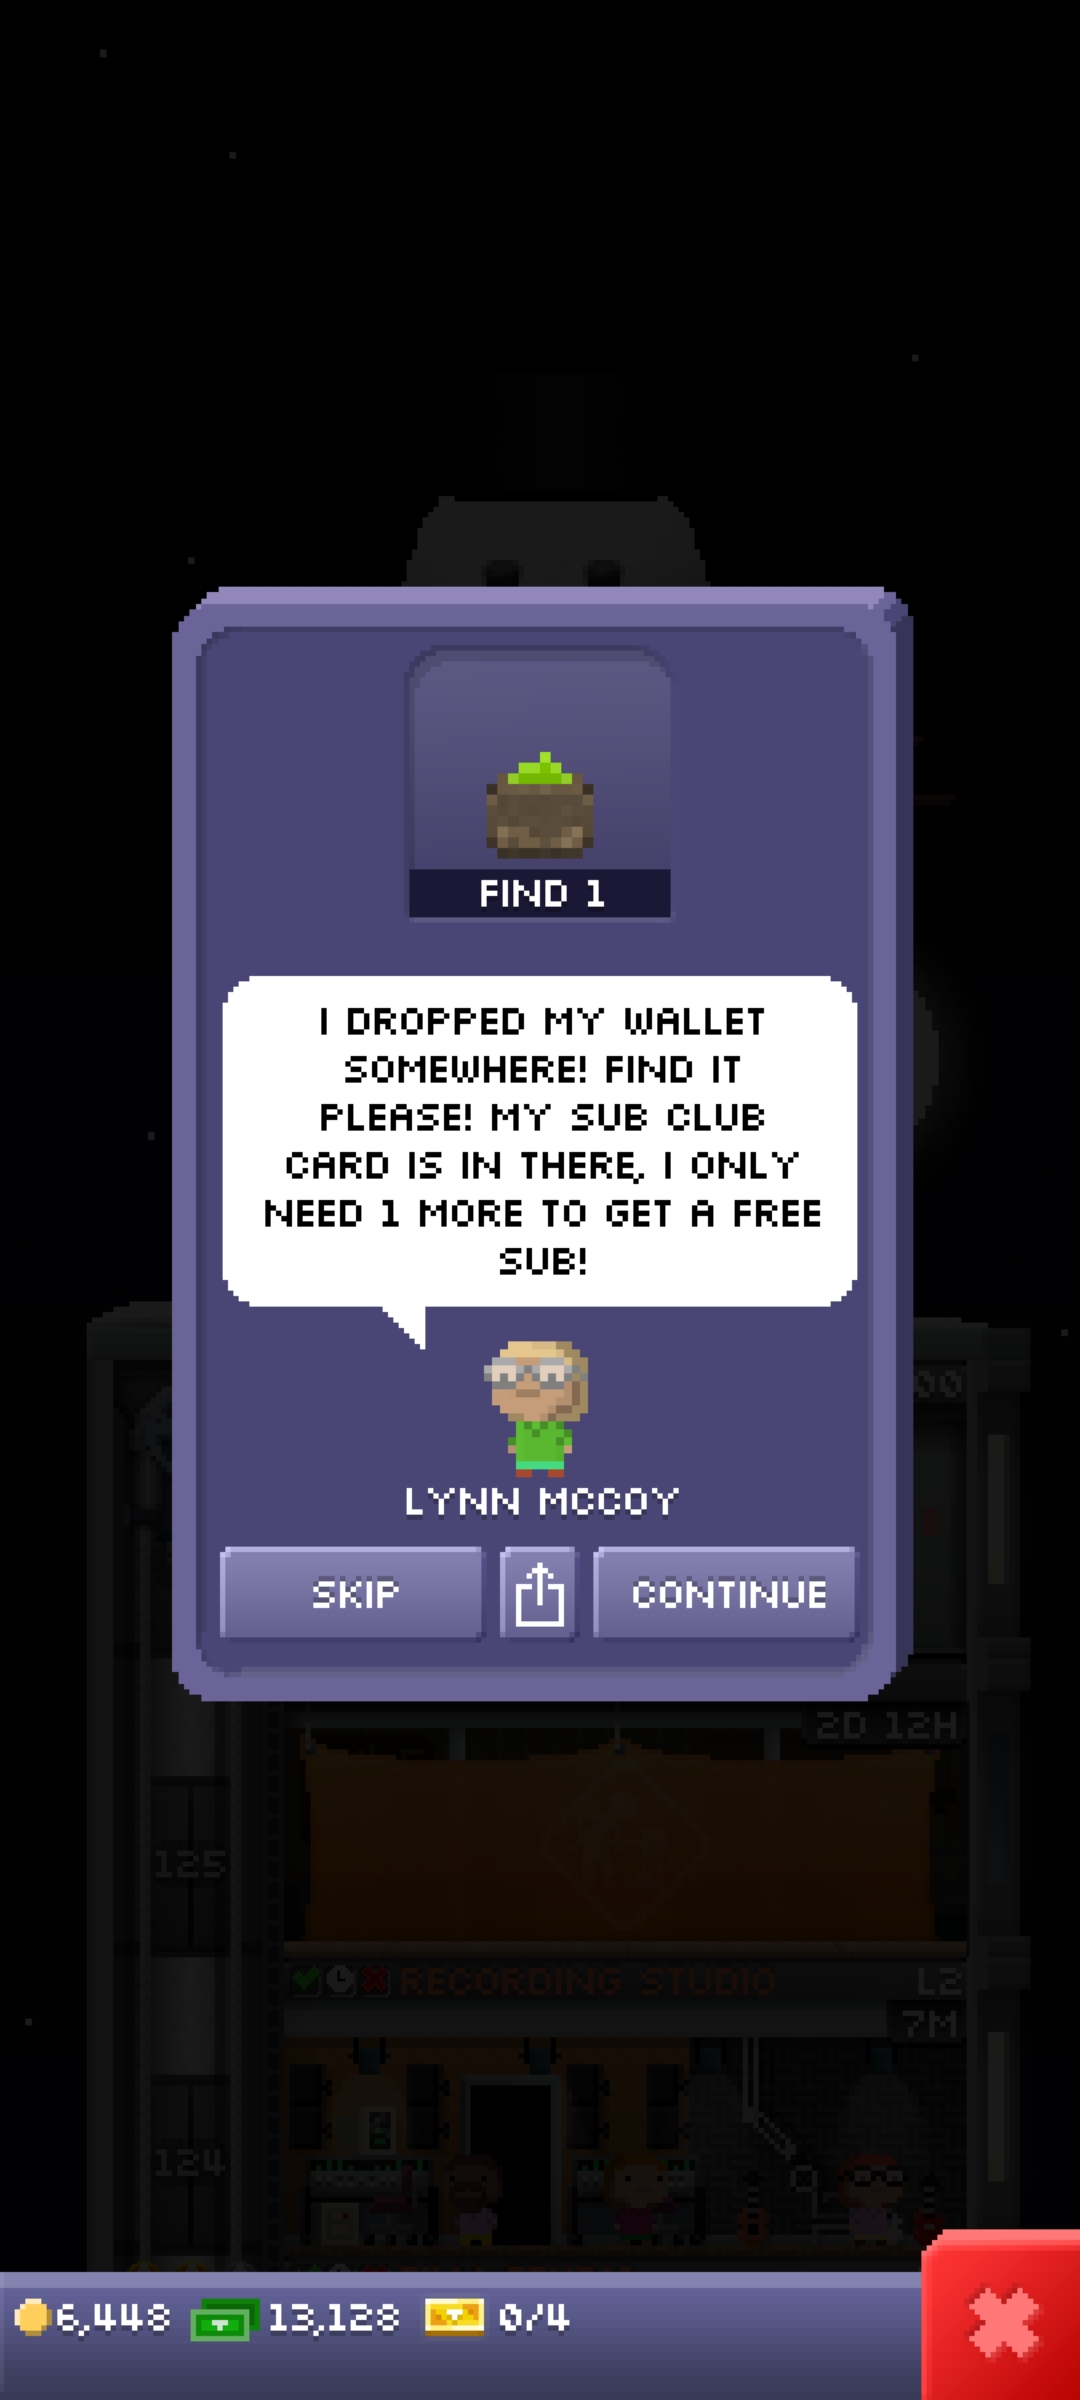 FIND 1
I DROPPED MY WALLET
SOMEWHERE! FIND IT
PLEASE! MY SUB CLUB
CARD IS IN THERE, I ONLY
NEED 1 MORE TO GET A FREE
SUB!
LYNN MCCOY
SKIP
CONTINUE
2D 12H
125
RECORDING STUDIO L2
7M
124
6,448 13,128 0/4